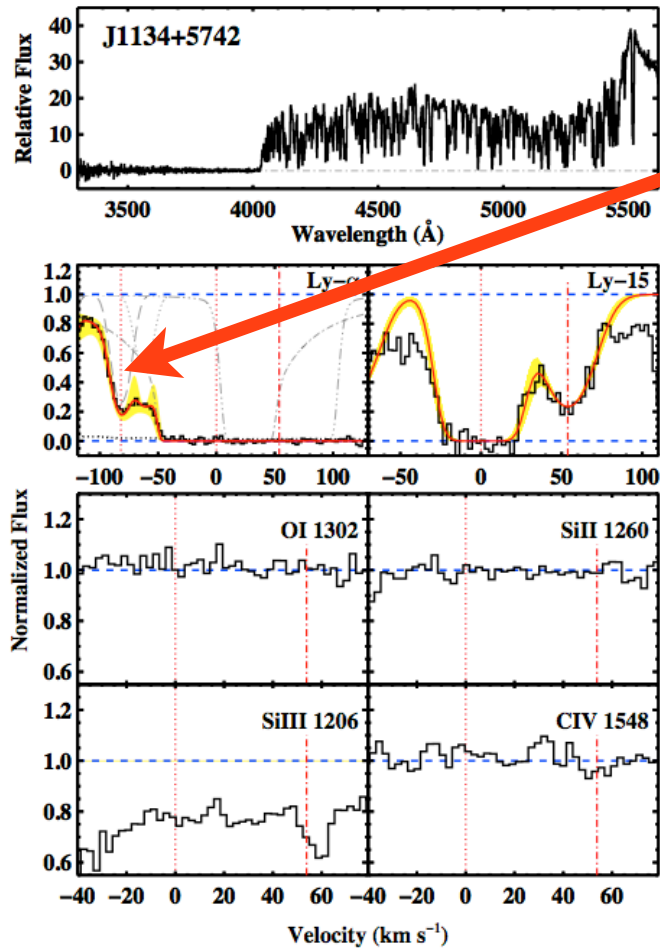 J1134+5742
Relative Flux
40
30
20
10
0
3500 4000 4500 5000 5500
Wavelength (Å)
Ly-α
Ly-15
1.2
1.0
0.8
0.6
0.4
0.2
0.0
−100 −50 0 50 100
−50 0 50 100
Normalized Flux
OI 1302
SiII 1260
1.2
1.0
0.8
0.6
SiIII 1206
CIV 1548
1.2
1.0
0.8
0.6
−40 −20 0 20 40 60
−40 −20 0 20 40 60
Velocity (km s⁻¹)